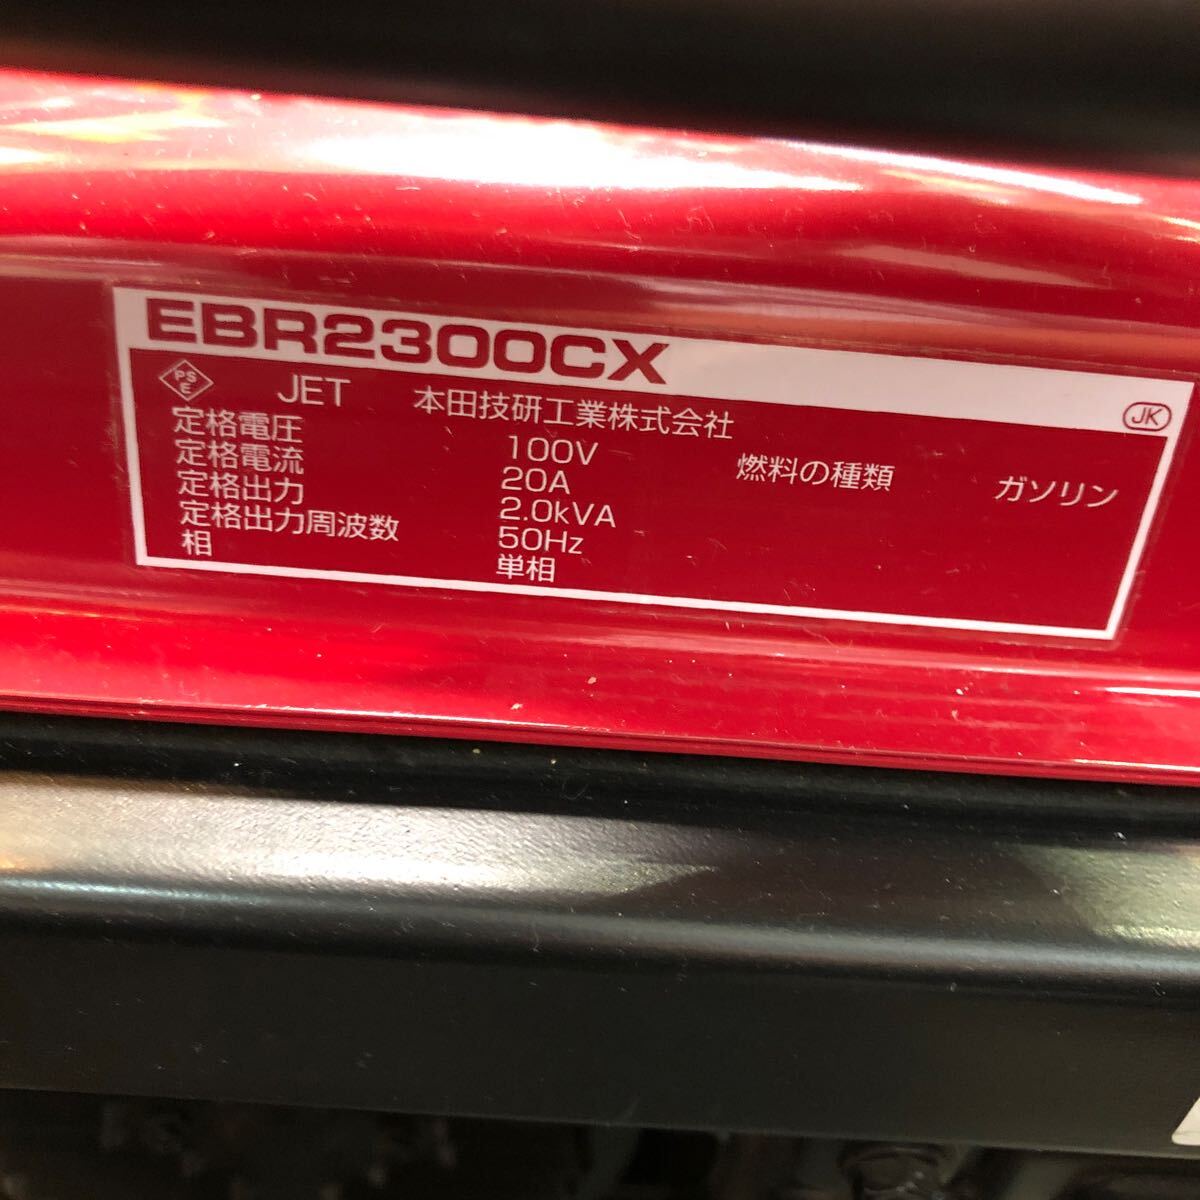 EBR2300CX
JK
PS E JET 本田技研工業株式会社
定格電圧 100V 燃料の種類 ガソリン
定格電流 20A
定格出力 2.0kVA
定格出力周波数 50Hz
相 単相